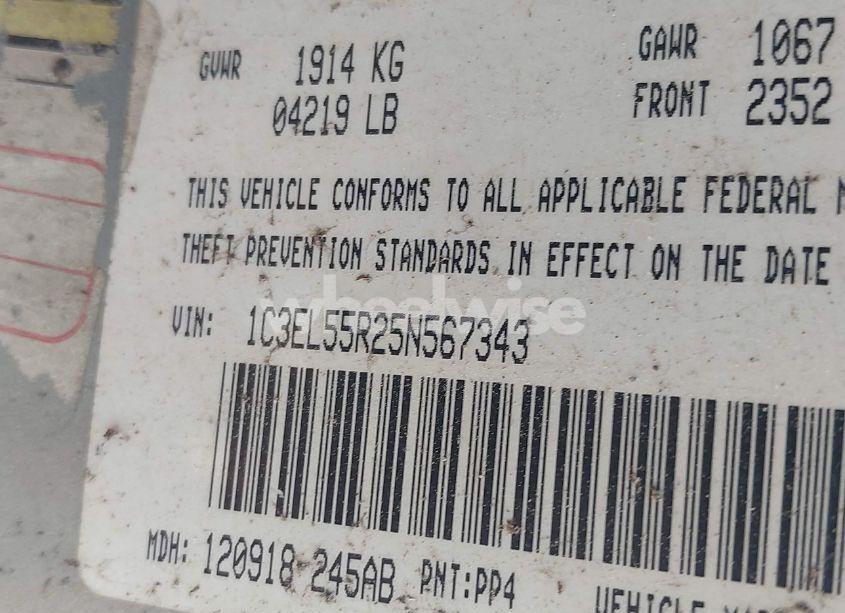 GVWR 1914 KG GAWR 1067
04219 LB FRONT 2352
THIS VEHICLE CONFORMS TO ALL APPLICABLE FEDERAL
THEFT PREVENTION STANDARDS IN EFFECT ON THE DATE
wheelwise
VIN: 1C3EL55R25N567343
MDH: 120918 245AB PNT:PP4
VEHICLE